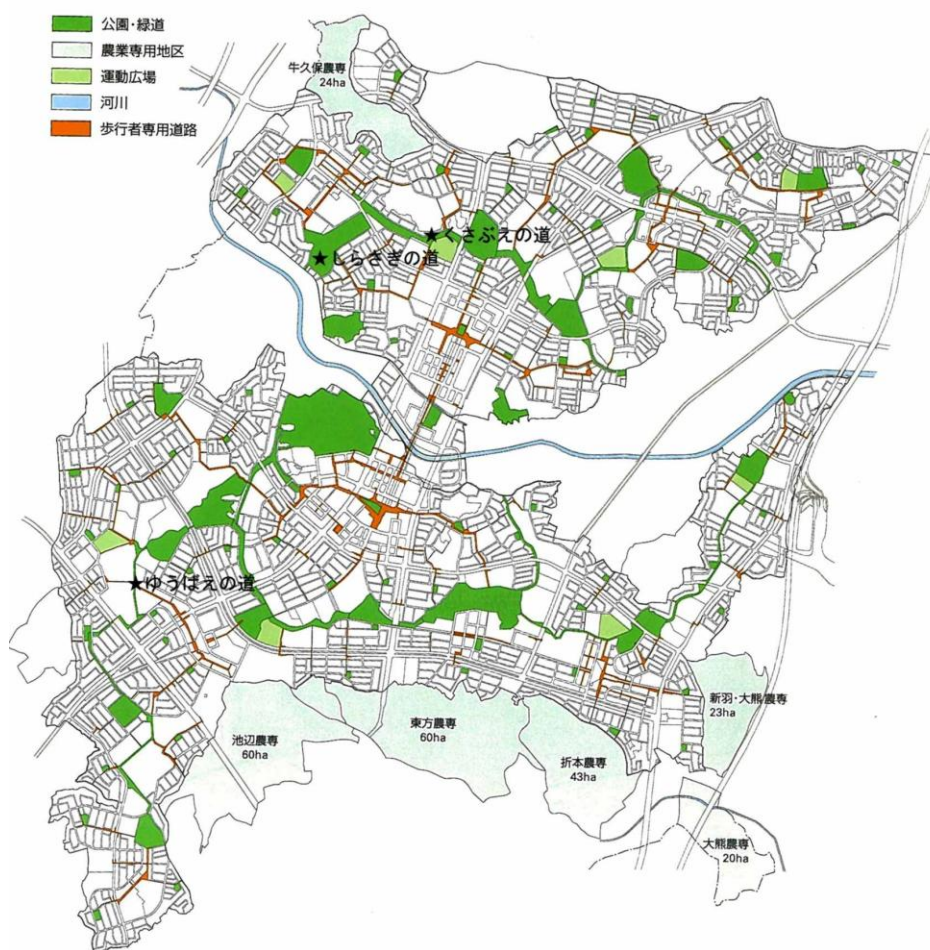 公園・緑道
農業専用地区
運動広場
河川
歩行者専用道路
牛久保農専
24ha
★くさぶえの道
★しらさぎの道
★ゆうばえの道
新羽・大熊農専
23ha
池辺農専
60ha
東方農専
60ha
折本農専
43ha
大熊農専
20ha